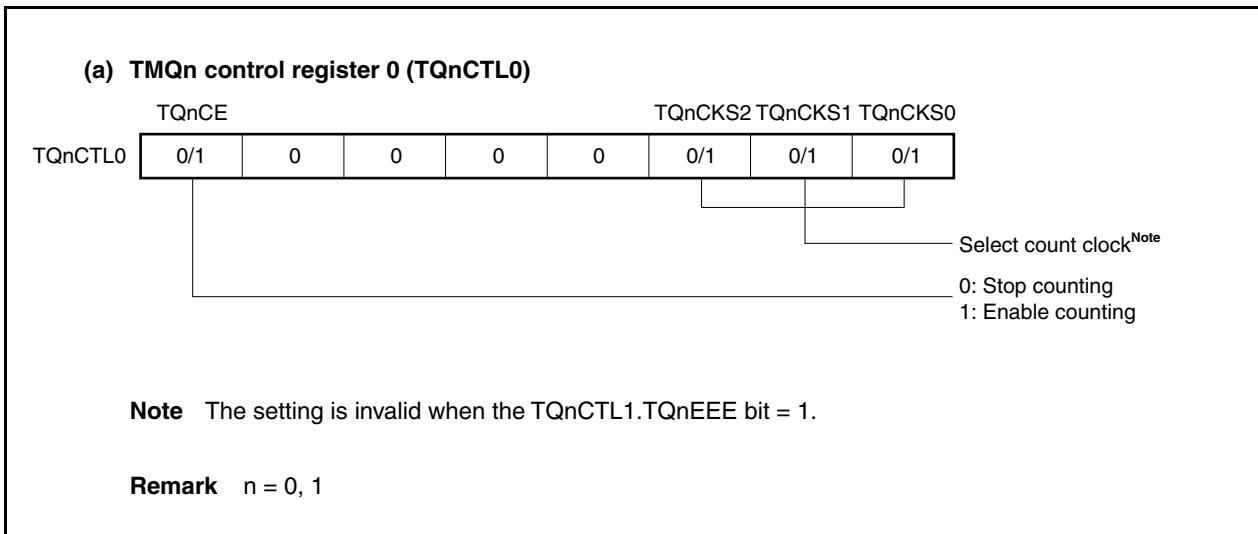 (a) TMQn control register 0 (TQnCTL0)
TQnCE TQnCKS2 TQnCKS1 TQnCKS0
TQnCTL0 0/1 0 0 0 0 0/1 0/1 0/1
Select count clockNote
0: Stop counting
1: Enable counting
Note The setting is invalid when the TQnCTL1.TQnEEE bit = 1.
Remark n = 0, 1